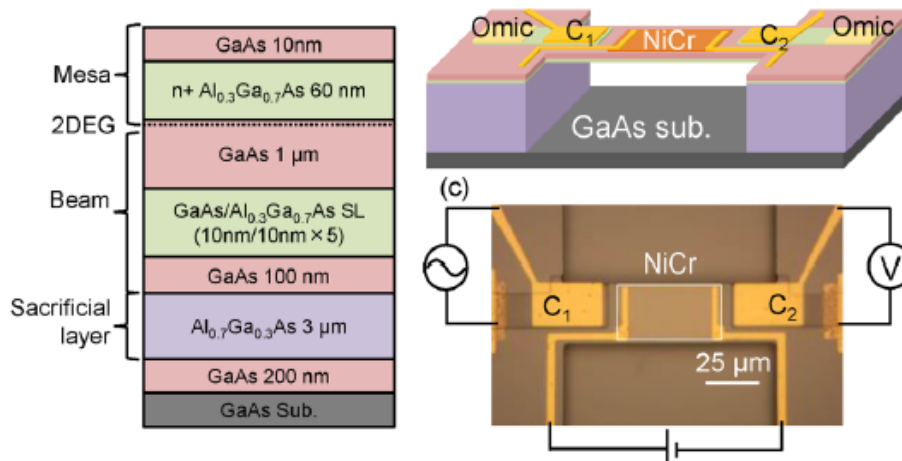 Mesa
2DEG
Beam
Sacrificial
layer
GaAs 10nm
n+ Al0.3Ga0.7As 60 nm
GaAs 1 μm
GaAs/Al0.3Ga0.7As SL
(10nm/10nm × 5)
GaAs 100 nm
Al0.7Ga0.3As 3 μm
GaAs 200 nm
GaAs Sub.
Omic
C1
NiCr
C2
Omic
GaAs sub.
(c)
NiCr
C1
C2
V
25 μm